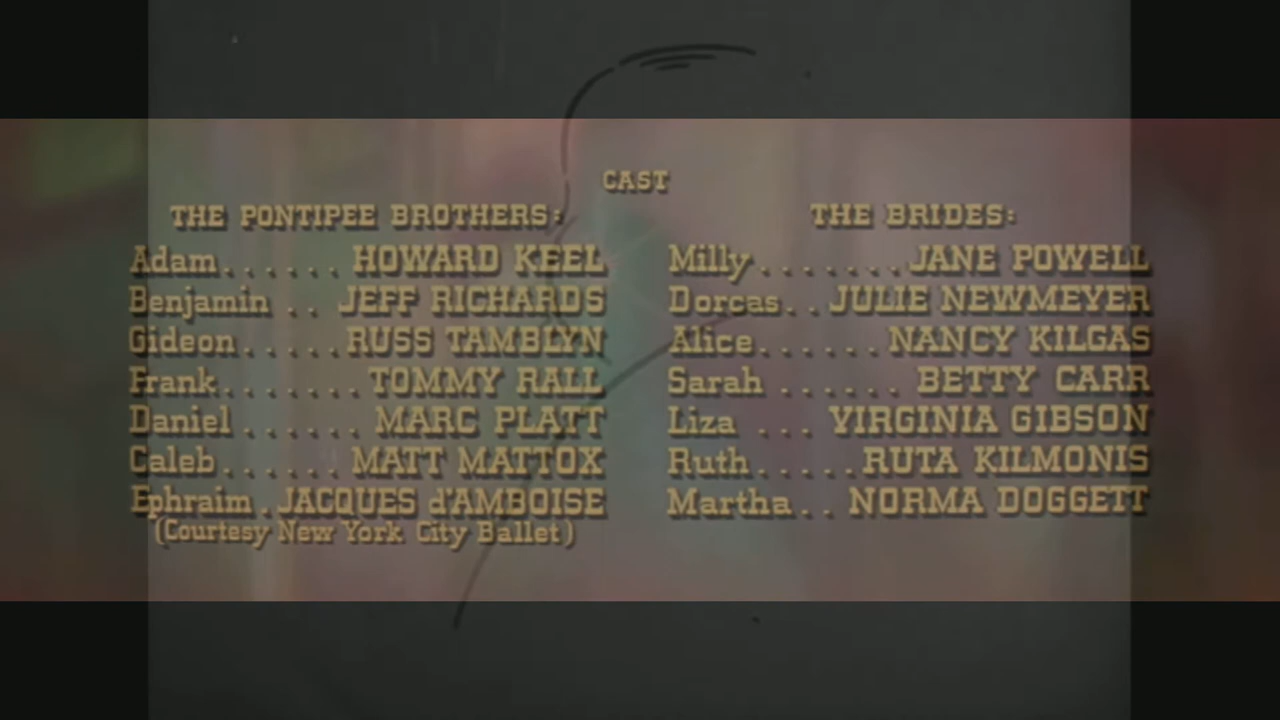 CAST
THE PONTIPEE BROTHERS:
Adam...... HOWARD KEEL
Benjamin .. JEFF RICHARDS
Gideon..... RUSS TAMBLYN
Frank....... TOMMY RALL
Daniel ...... MARC PLATT
Caleb...... MATT MATTOX
Ephraim . JACQUES d'AMBOISE
(Courtesy New York City Ballet)
THE BRIDES:
Milly....... JANE POWELL
Dorcas.. JULIE NEWMEYER
Alice...... NANCY KILGAS
Sarah ...... BETTY CARR
Liza ... VIRGINIA GIBSON
Ruth..... RUTA KILMONIS
Martha.. NORMA DOGGETT